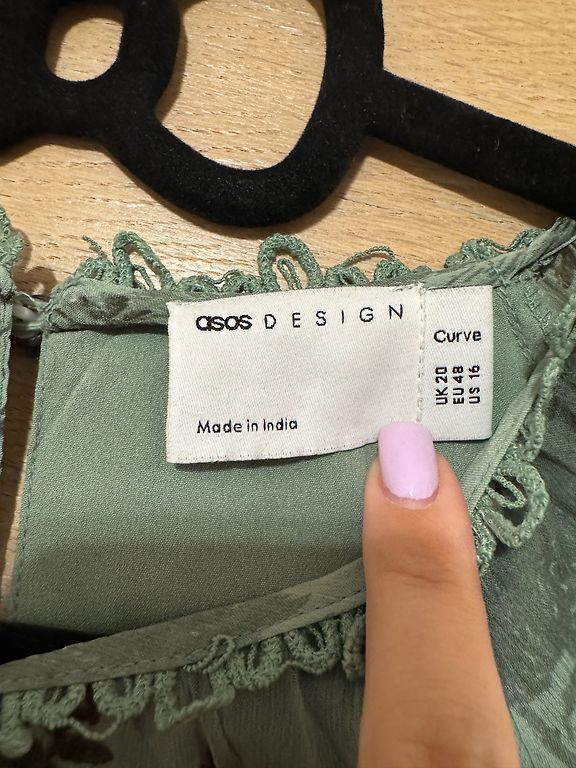 asos DESIGN
Made in India
Curve
UK 20
EU 48
US 16